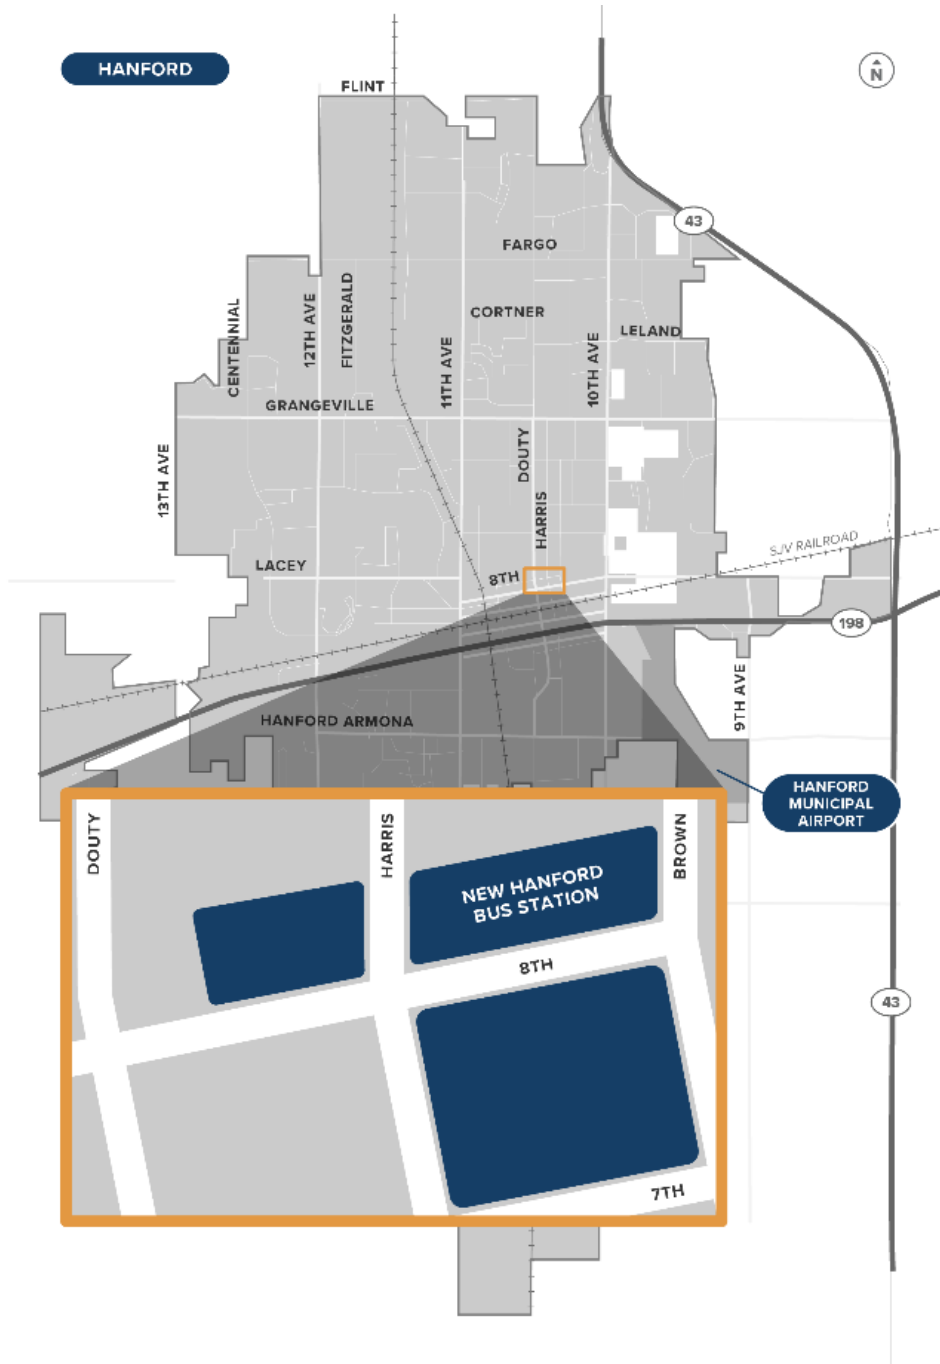 HANFORD
N
FLINT
43
FARGO
CENTENNIAL
12TH AVE
FITZGERALD
CORTNER
11TH AVE
10TH AVE
LELAND
GRANGEVILLE
13TH AVE
DOUTY
HARRIS
SJV RAILROAD
LACEY
8TH
198
9TH AVE
HANFORD ARMONA
HANFORD
MUNICIPAL
AIRPORT
DOUTY
HARRIS
BROWN
NEW HANFORD
BUS STATION
8TH
43
7TH